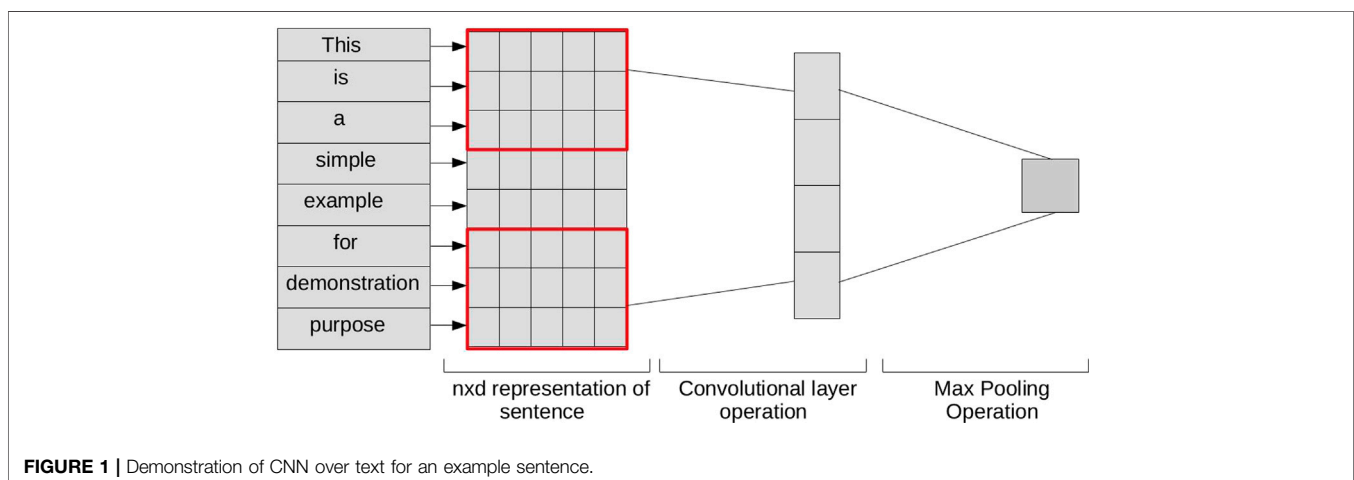 This
is
a
simple
example
for
demonstration
purpose
nxd representation of
sentence
Convolutional layer
operation
Max Pooling
Operation
FIGURE 1 | Demonstration of CNN over text for an example sentence.